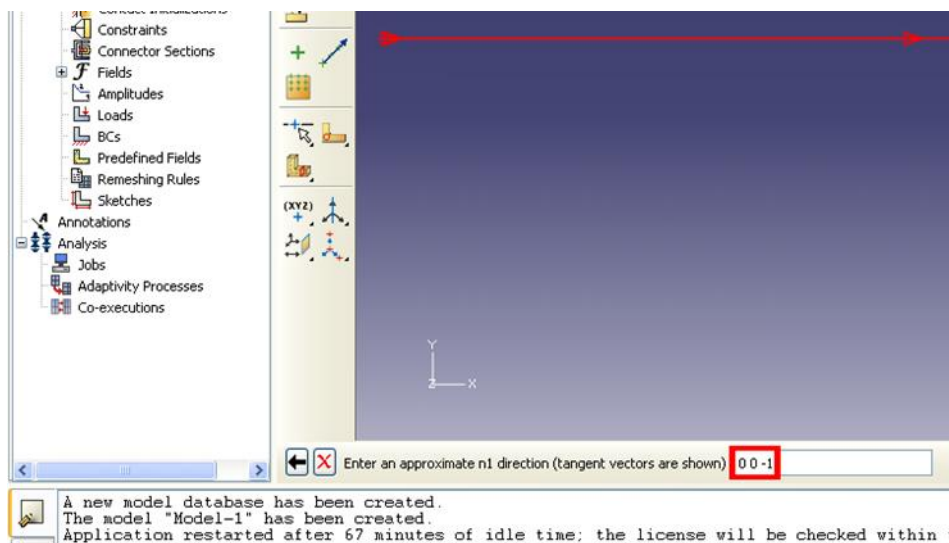 Contact Initializations
Constraints
Connector Sections
Fields
Amplitudes
Loads
BCs
Predefined Fields
Remeshing Rules
Sketches
Annotations
Analysis
Jobs
Adaptivity Processes
Co-executions
(XYZ)
Y
Z X
Enter an approximate n1 direction (tangent vectors are shown) 0 0 -1
A new model database has been created.
The model "Model-1" has been created.
Application restarted after 67 minutes of idle time; the license will be checked within